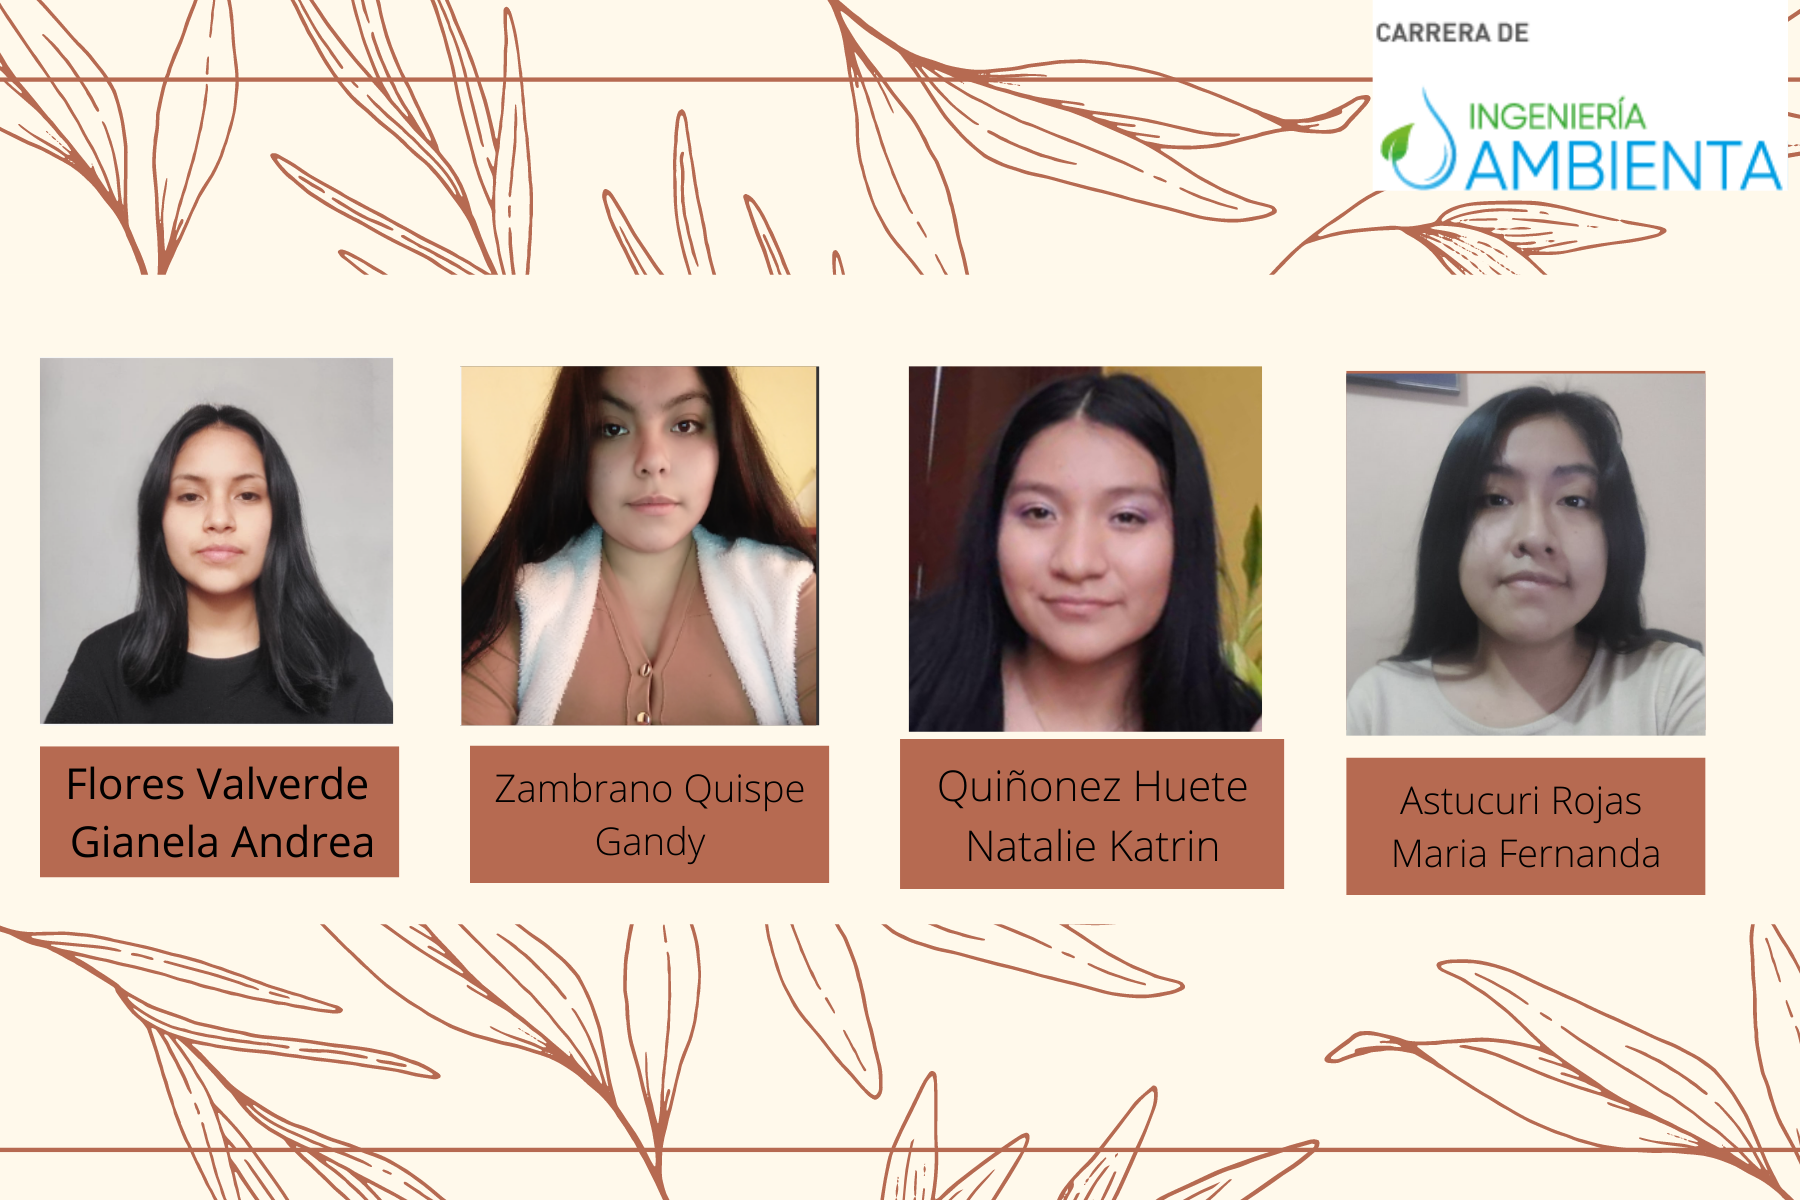 CARRERA DE
INGENIERÍA
AMBIENTA
Flores Valverde
Gianela Andrea
Zambrano Quispe
Gandy
Quiñonez Huete
Natalie Katrin
Astucuri Rojas
Maria Fernanda